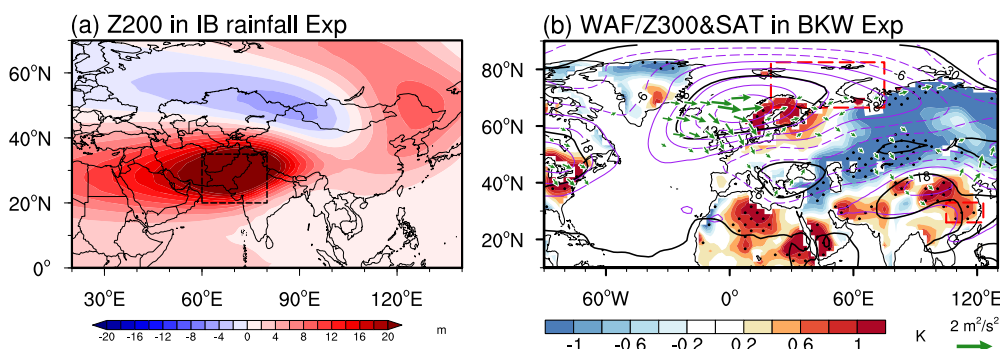 (a) Z200 in IB rainfall Exp
(b) WAF/Z300&SAT in BKW Exp
60°N
40°N
20°N
0°
30°E
60°E
90°E
120°E
-20 -16 -12 -8 -4 0 4 8 12 16 20
m
80°N
60°N
40°N
20°N
-6
18
18
18
60°W
0°
60°E
120°E
-1 -0.6 -0.2 0.2 0.6 1
K
2 m²/s²